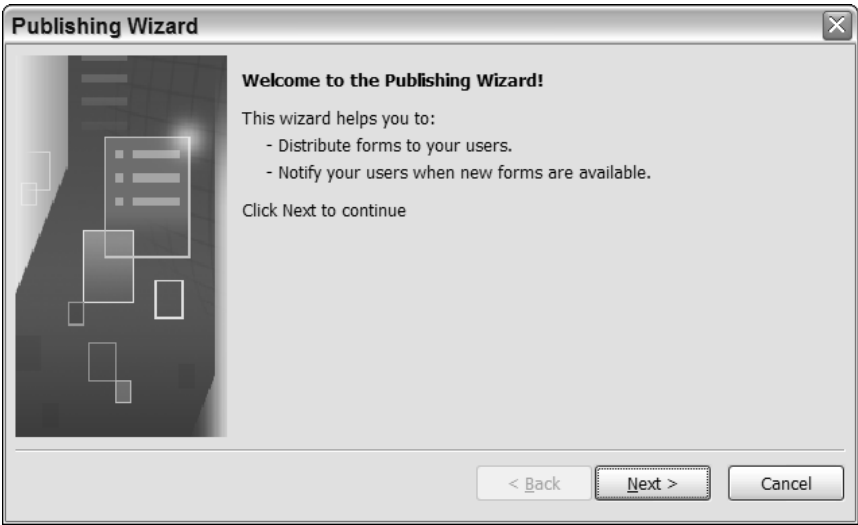 Publishing Wizard
Welcome to the Publishing Wizard!
This wizard helps you to:
- Distribute forms to your users.
- Notify your users when new forms are available.
Click Next to continue
< Back
Next >
Cancel